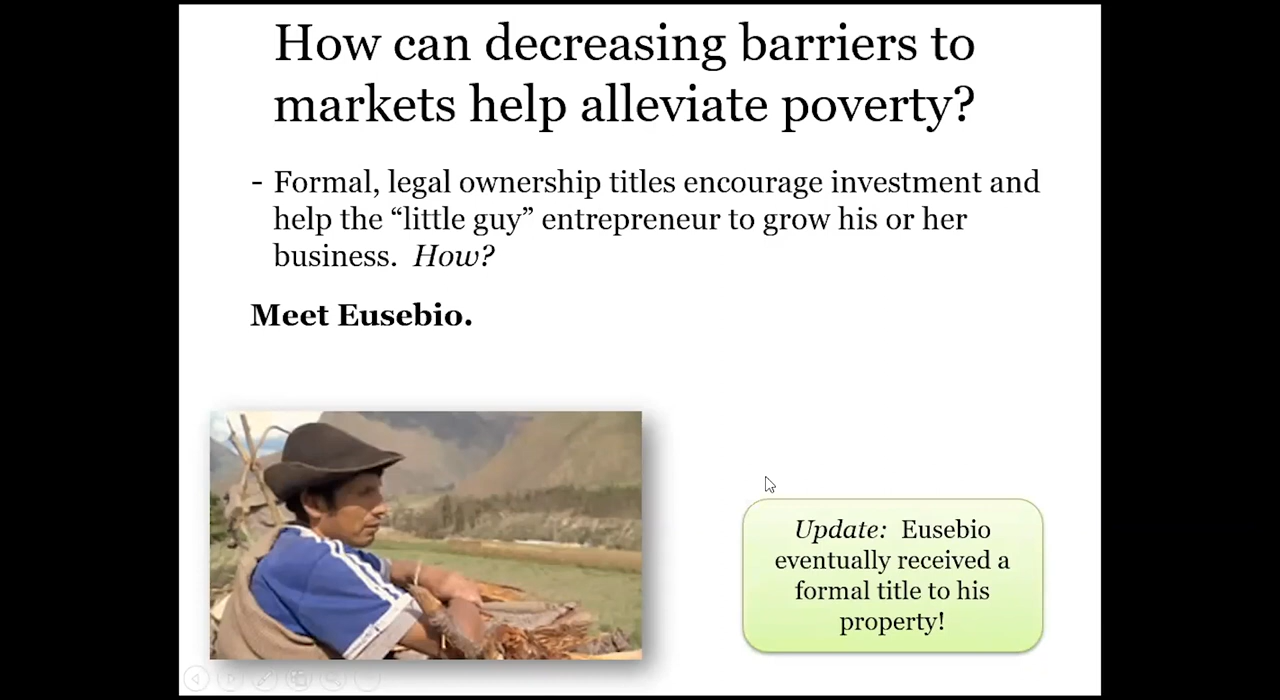 How can decreasing barriers to
markets help alleviate poverty?
- Formal, legal ownership titles encourage investment and
help the “little guy” entrepreneur to grow his or her
business. How?
Meet Eusebio.
Update: Eusebio
eventually received a
formal title to his
property!